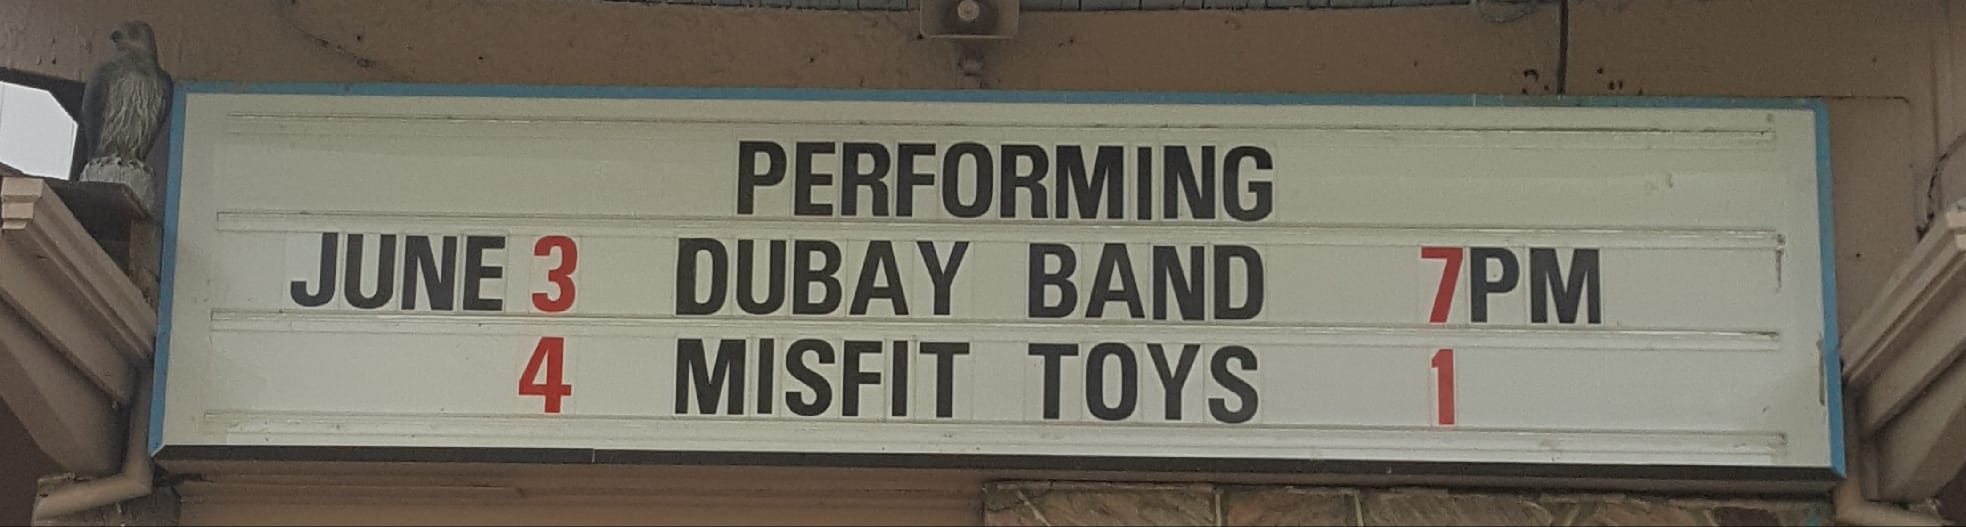 PERFORMING
JUNE 3 DUBAY BAND 7PM
4 MISFIT TOYS 1